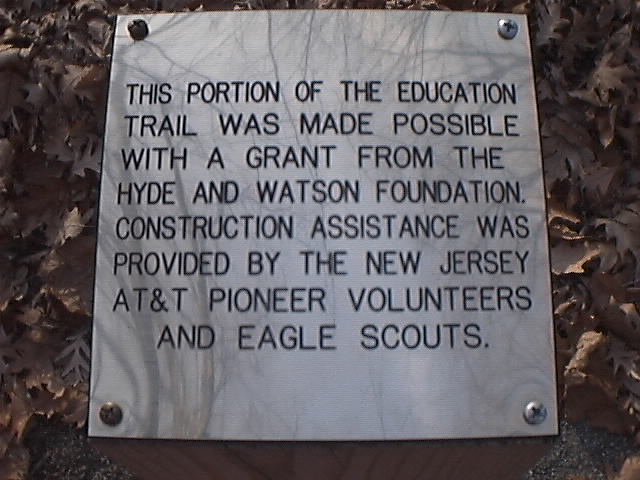 THIS PORTION OF THE EDUCATION
TRAIL WAS MADE POSSIBLE
WITH A GRANT FROM THE
HYDE AND WATSON FOUNDATION.
CONSTRUCTION ASSISTANCE WAS
PROVIDED BY THE NEW JERSEY
AT&T PIONEER VOLUNTEERS
AND EAGLE SCOUTS.